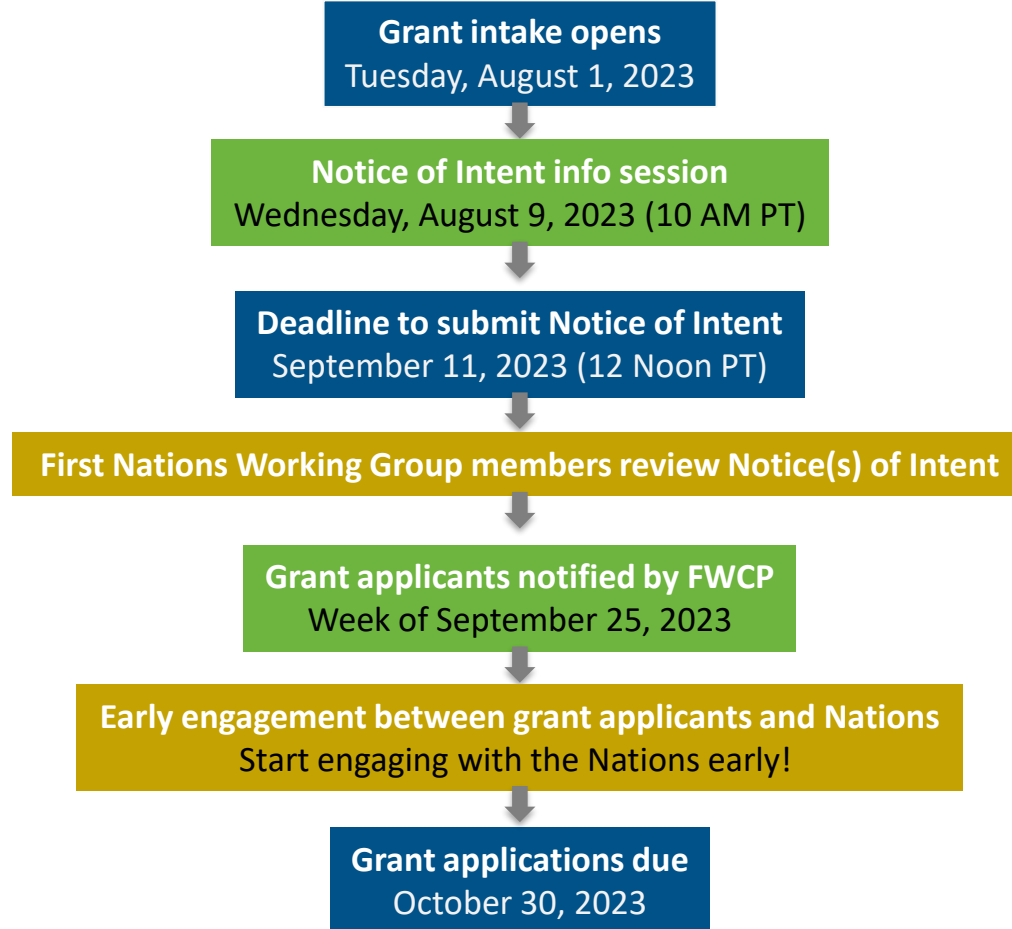 Grant intake opens
Tuesday, August 1, 2023
Notice of Intent info session
Wednesday, August 9, 2023 (10 AM PT)
Deadline to submit Notice of Intent
September 11, 2023 (12 Noon PT)
First Nations Working Group members review Notice(s) of Intent
Grant applicants notified by FWCP
Week of September 25, 2023
Early engagement between grant applicants and Nations
Start engaging with the Nations early!
Grant applications due
October 30, 2023